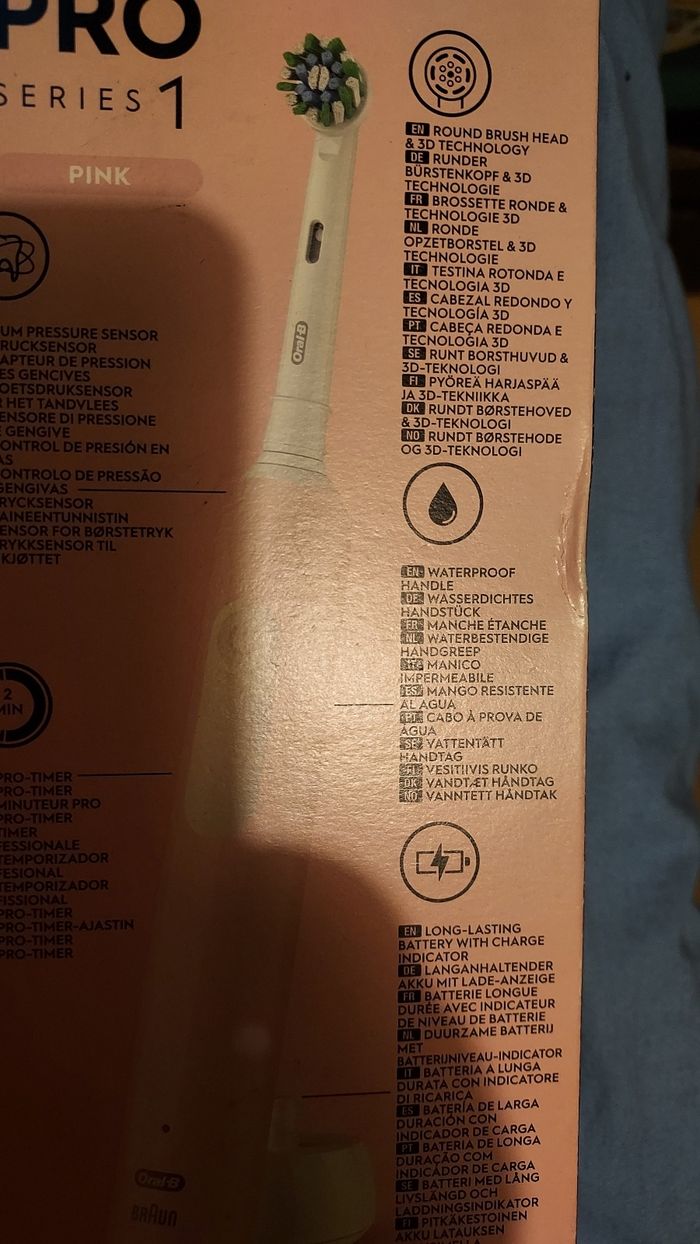 PRO
SERIES 1
PINK
UM PRESSURE SENSOR
RUCKSENSOR
APTEUR DE PRESSION
ES GENCIVES
OETSDRUKSENSOR
HET TANDVLEES
ENSORE DI PRESSIONE
GENGIVE
ONTROL DE PRESIÓN EN
AS
ONTROLO DE PRESSÃO
GENGIVAS
RYCKSENSOR
AINEENTUNNISTIN
ENSOR FOR BØRSTETRYK
RYKKSENSOR TIL
KJØTTET
2
MIN
PRO-TIMER
PRO-TIMER
MINUTEUR PRO
PRO-TIMER
TIMER
FESSIONALE
TEMPORIZADOR
FESIONAL
TEMPORIZADOR
FISSIONAL
PRO-TIMER
PRO-TIMER-AJASTIN
PRO-TIMER
PRO-TIMER
Oral-B
Oral-B
BRAUN
EN ROUND BRUSH HEAD
& 3D TECHNOLOGY
DE RUNDER
BÜRSTENKOPF & 3D
TECHNOLOGIE
FR BROSSETTE RONDE &
TECHNOLOGIE 3D
NL RONDE
OPZETBORSTEL & 3D
TECHNOLOGIE
IT TESTINA ROTONDA E
TECNOLOGIA 3D
ES CABEZAL REDONDO Y
TECNOLOGÍA 3D
PT CABEÇA REDONDA E
TECNOLOGIA 3D
SE RUNT BORSTHUVUD &
3D-TEKNOLOGI
FI PYÖREÄ HARJASPÄÄ
JA 3D-TEKNIIKKA
DK RUNDT BØRSTEHOVED
& 3D-TEKNOLOGI
NO RUNDT BØRSTEHODE
OG 3D-TEKNOLOGI
EN WATERPROOF
HANDLE
DE WASSERDICHTES
HANDSTÜCK
FR MANCHE ÉTANCHE
NL WATERBESTENDIGE
HANDGREEP
IT MANICO
IMPERMEABILE
ES MANGO RESISTENTE
AL AGUA
PT CABO À PROVA DE
AGUA
SE VATTENTÄTT
HANDTAG
FI VESITIIVIS RUNKO
DK VANDTÆT HÅNDTAG
NO VANNTETT HÅNDTAK
EN LONG-LASTING
BATTERY WITH CHARGE
INDICATOR
DE LANGANHALTENDER
AKKU MIT LADE-ANZEIGE
FR BATTERIE LONGUE
DURÉE AVEC INDICATEUR
DE NIVEAU DE BATTERIE
NL DUURZAME BATTERIJ
MET
BATTERIJNIVEAU-INDICATOR
IT BATTERIA A LUNGA
DURATA CON INDICATORE
DI RICARICA
ES BATERÍA DE LARGA
DURACIÓN CON
INDICADOR DE CARGA
PT BATERIA DE LONGA
DURAÇÃO COM
INDICADOR DE CARGA
SE BATTERI MED LÅNG
LIVSLÄNGD OCH
LADDNINGSINDIKATOR
FI PITKÄKESTOINEN
AKKU LATAUKSEN